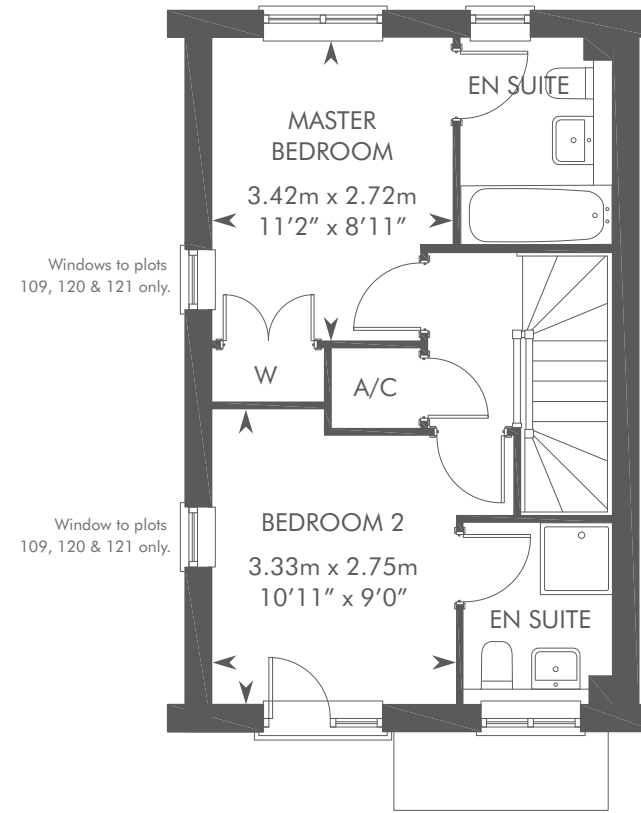 EN SUITE
MASTER
BEDROOM
3.42m x 2.72m
11’2” x 8’11”
Windows to plots
109, 120 & 121 only.
W
A/C
Window to plots
109, 120 & 121 only.
BEDROOM 2
3.33m x 2.75m
10’11” x 9’0”
EN SUITE